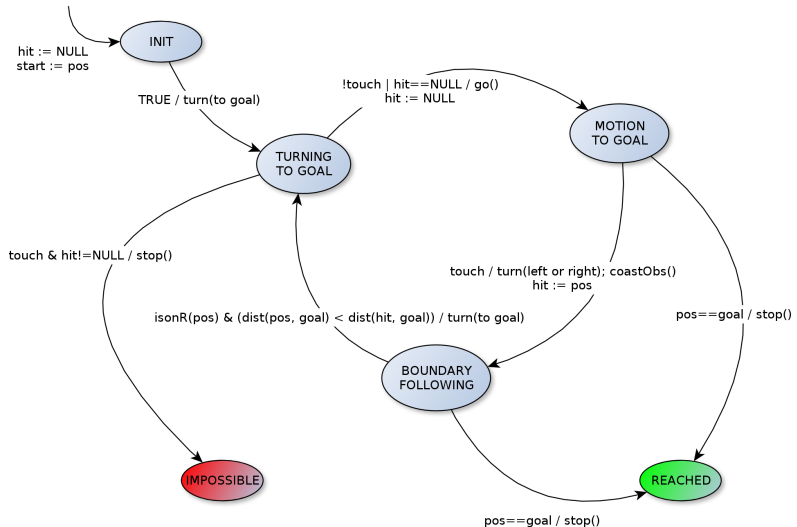 hit := NULL
start := pos
INIT
TRUE / turn(to goal)
!touch | hit==NULL / go()
hit := NULL
MOTION
TO GOAL
TURNING
TO GOAL
touch & hit!=NULL / stop()
touch / turn(left or right); coastObs()
hit := pos
isonR(pos) & (dist(pos, goal) < dist(hit, goal)) / turn(to goal)
pos==goal / stop()
BOUNDARY
FOLLOWING
IMPOSSIBLE
REACHED
pos==goal / stop()